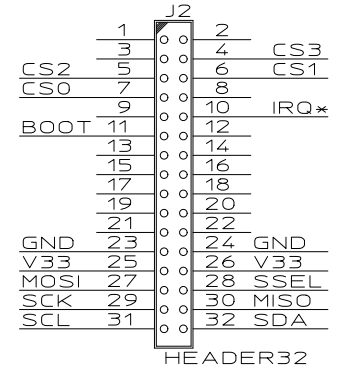 J2
1 2
3 4 CS3
CS2 5 6 CS1
CS0 7 8
9 10 IRQ*
BOOT 11 12
13 14
15 16
17 18
19 20
21 22
GND 23 24 GND
V33 25 26 V33
MOSI 27 28 SSEL
SCK 29 30 MISO
SCL 31 32 SDA
HEADER32